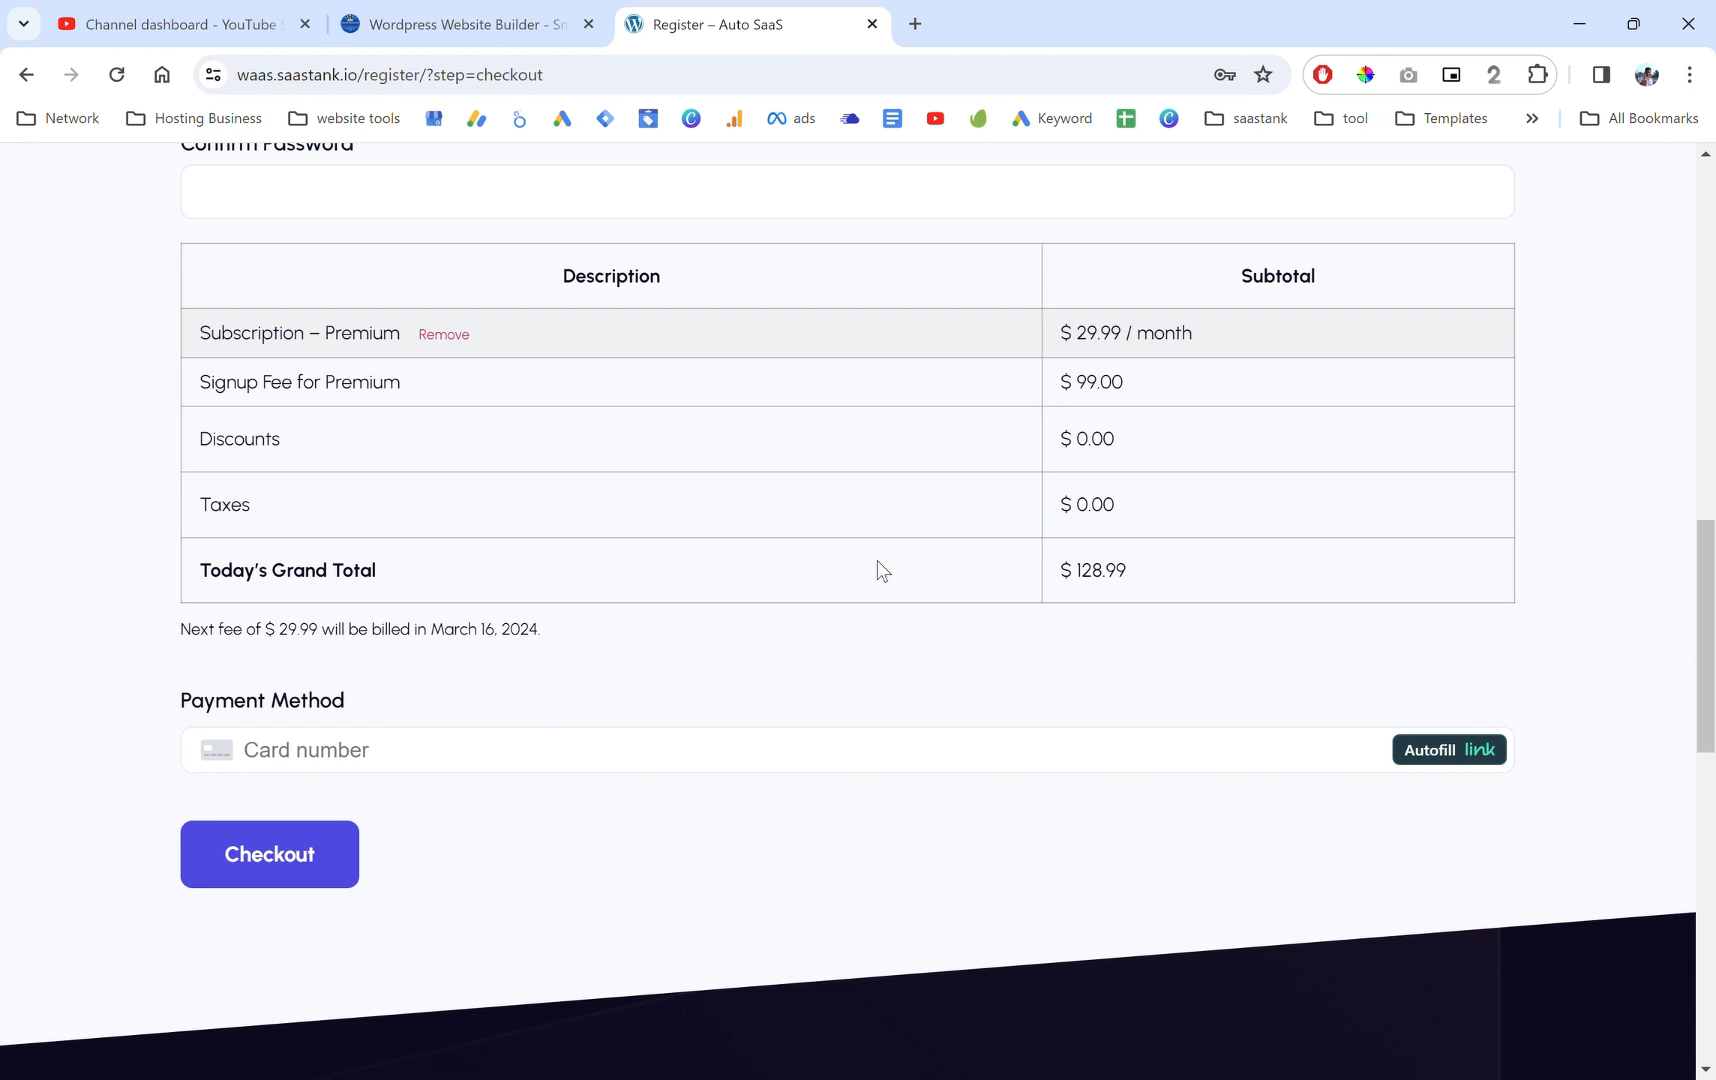 Channel dashboard - YouTube
Wordpress Website Builder - Sm
Register – Auto SaaS
waas.saastank.io/register/?step=checkout
Network
Hosting Business
website tools
ads
Keyword
saastank
tool
Templates
All Bookmarks
Confirm Password
Description Subtotal
Subscription – Premium Remove $ 29.99 / month
Signup Fee for Premium $ 99.00
Discounts $ 0.00
Taxes $ 0.00
Today's Grand Total $ 128.99
Next fee of $ 29.99 will be billed in March 16, 2024.
Payment Method
Card number Autofill link
Checkout